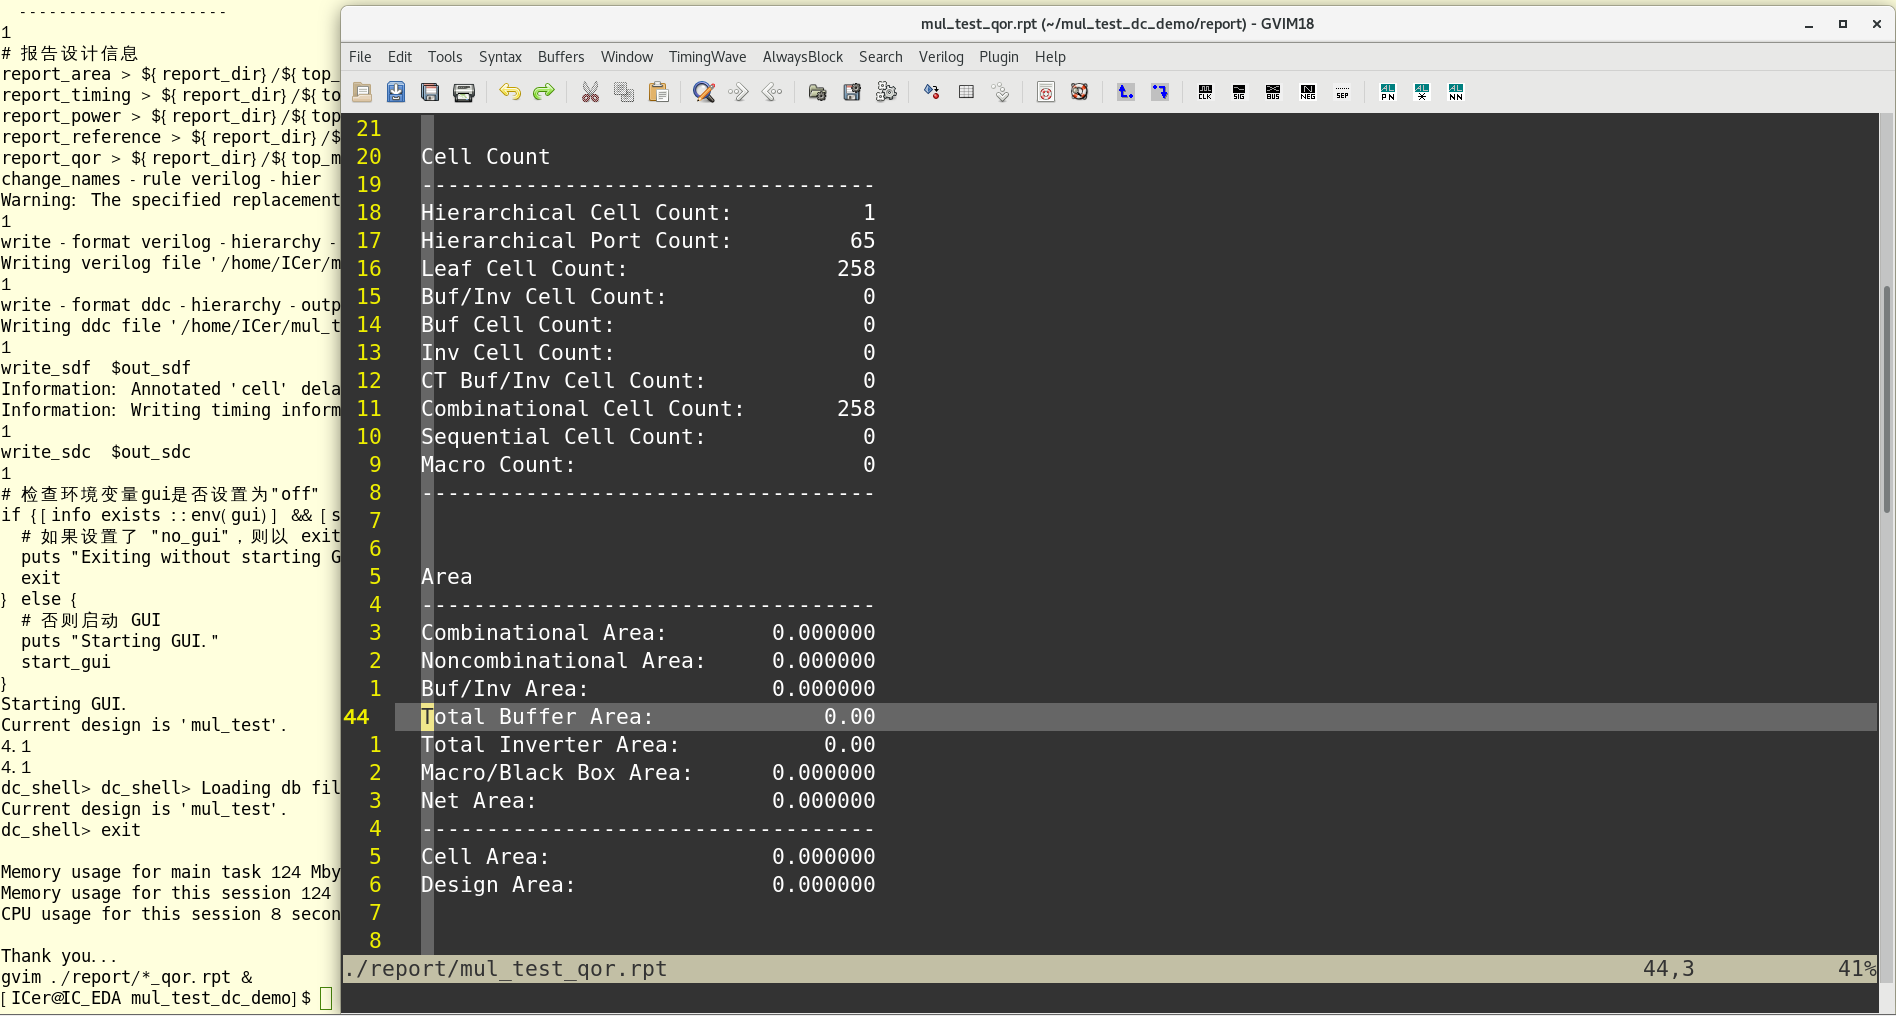 ---------------------
1
# 报告设计信息
report_area > ${report_dir}/${top_
report_timing > ${report_dir}/${to
report_power > ${report_dir}/${top
report_reference > ${report_dir}/$
report_qor > ${report_dir}/${top_m
change_names -rule verilog -hier
Warning: The specified replacement
1
write -format verilog -hierarchy -
Writing verilog file '/home/ICer/m
1
write -format ddc -hierarchy -outp
Writing ddc file '/home/ICer/mul_t
1
write_sdf  $out_sdf
Information: Annotated 'cell' dela
Information: Writing timing inform
1
write_sdc  $out_sdc
1
# 检查环境变量gui是否设置为"off"
if {[info exists ::env(gui)] && [s
  # 如果设置了 "no_gui"，则以 exit
  puts "Exiting without starting G
  exit
} else {
  # 否则启动 GUI
  puts "Starting GUI."
  start_gui
}
Starting GUI.
Current design is 'mul_test'.
4.1
4.1
dc_shell> dc_shell> Loading db fil
Current design is 'mul_test'.
dc_shell> exit

Memory usage for main task 124 Mby
Memory usage for this session 124
CPU usage for this session 8 secon

Thank you...
gvim ./report/*_qor.rpt &
[ICer@IC_EDA mul_test_dc_demo]$
mul_test_qor.rpt (~/mul_test_dc_demo/report) - GVIM18
File Edit Tools Syntax Buffers Window TimingWave AlwaysBlock Search Verilog Plugin Help
CLK SIG BUS NEG SEP AL PN AL * AL NN
21
20 Cell Count
19 -----------------------------------
18 Hierarchical Cell Count: 1
17 Hierarchical Port Count: 65
16 Leaf Cell Count: 258
15 Buf/Inv Cell Count: 0
14 Buf Cell Count: 0
13 Inv Cell Count: 0
12 CT Buf/Inv Cell Count: 0
11 Combinational Cell Count: 258
10 Sequential Cell Count: 0
9 Macro Count: 0
8 -----------------------------------
7
6
5 Area
4 -----------------------------------
3 Combinational Area: 0.000000
2 Noncombinational Area: 0.000000
1 Buf/Inv Area: 0.000000
44 Total Buffer Area: 0.00
1 Total Inverter Area: 0.00
2 Macro/Black Box Area: 0.000000
3 Net Area: 0.000000
4 -----------------------------------
5 Cell Area: 0.000000
6 Design Area: 0.000000
7
8
./report/mul_test_qor.rpt 44,3 41%